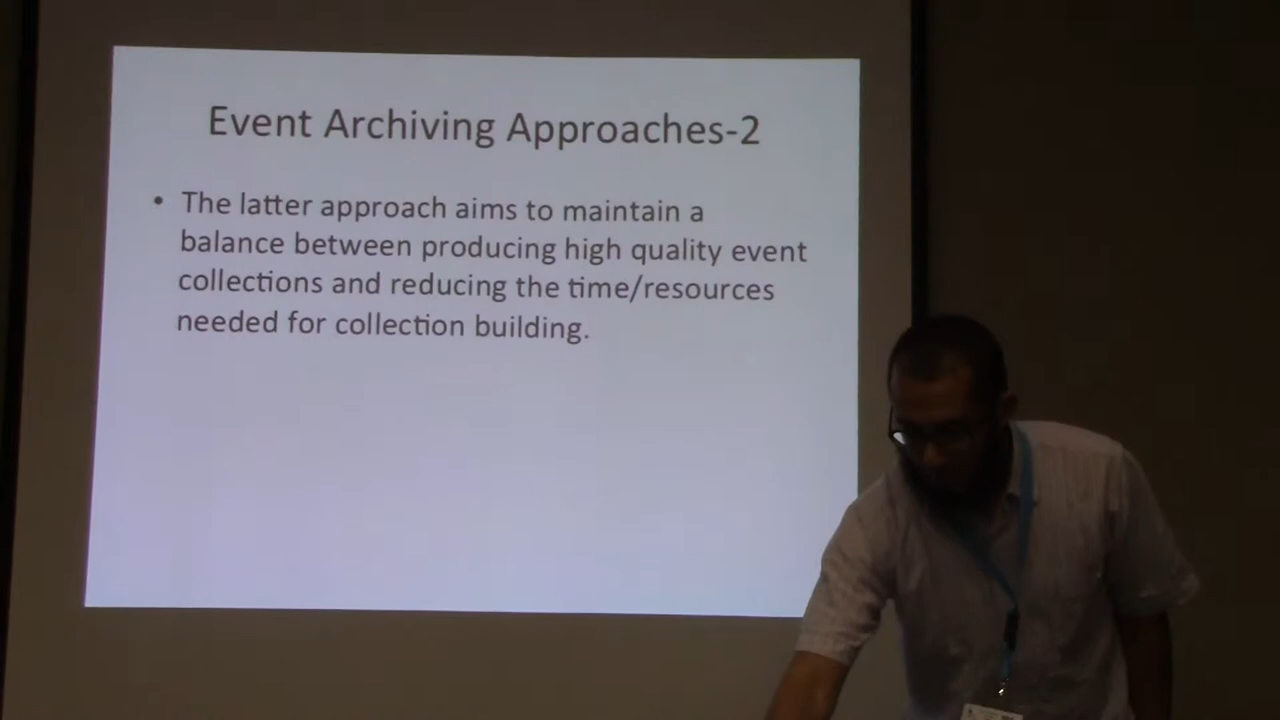 Event Archiving Approaches-2
• The latter approach aims to maintain a
balance between producing high quality event
collections and reducing the time/resources
needed for collection building.